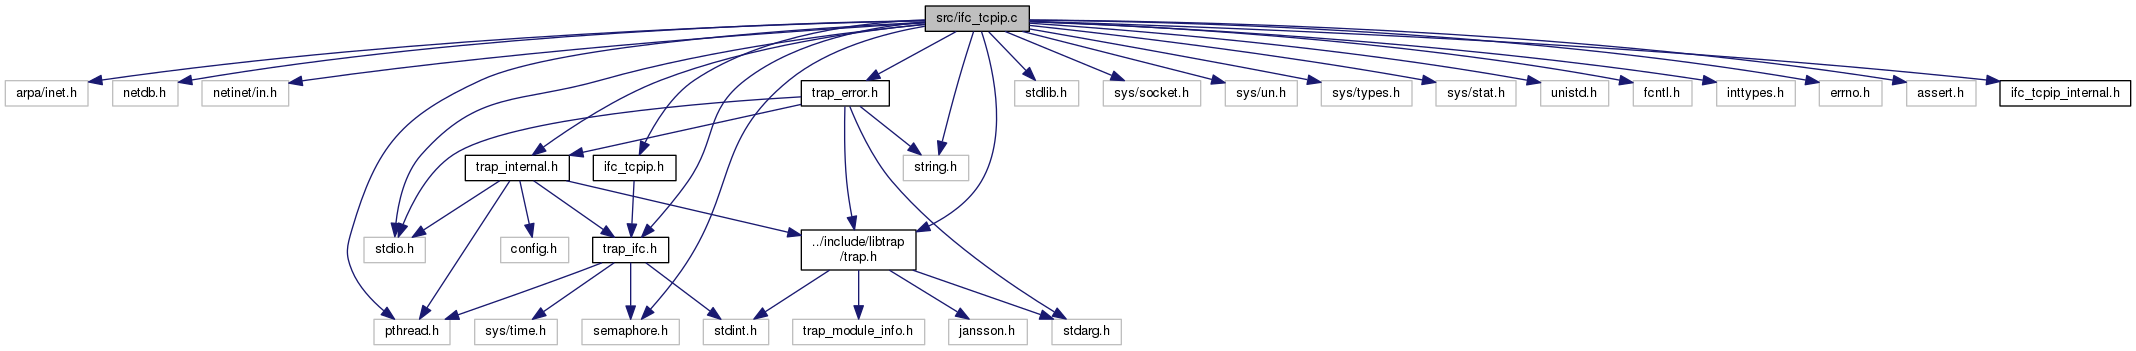 src/ifc_tcpip.c
arpa/inet.h
netdb.h
netinet/in.h
trap_error.h
stdlib.h
sys/socket.h
sys/un.h
sys/types.h
sys/stat.h
unistd.h
fcntl.h
inttypes.h
errno.h
assert.h
ifc_tcpip_internal.h
trap_internal.h
ifc_tcpip.h
string.h
stdio.h
config.h
trap_ifc.h
../include/libtrap
/trap.h
pthread.h
sys/time.h
semaphore.h
stdint.h
trap_module_info.h
jansson.h
stdarg.h